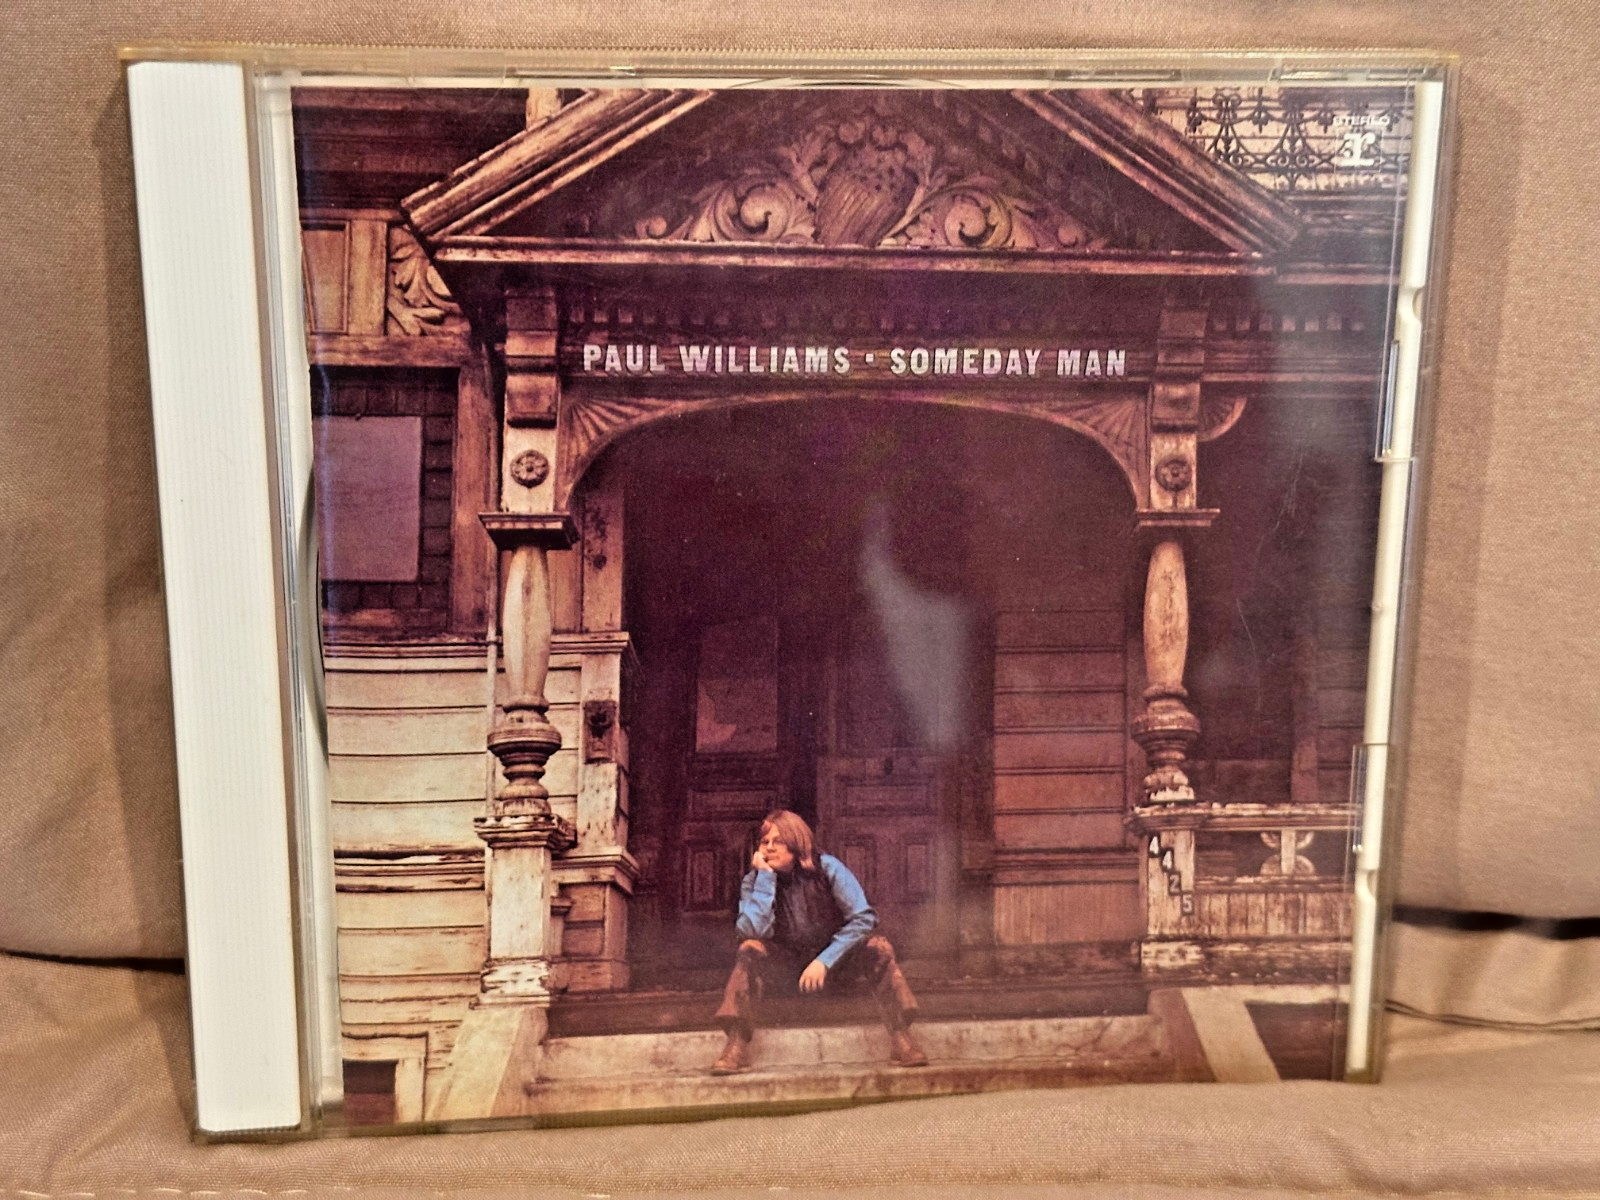 STEREO
r
PAUL WILLIAMS · SOMEDAY MAN
4425